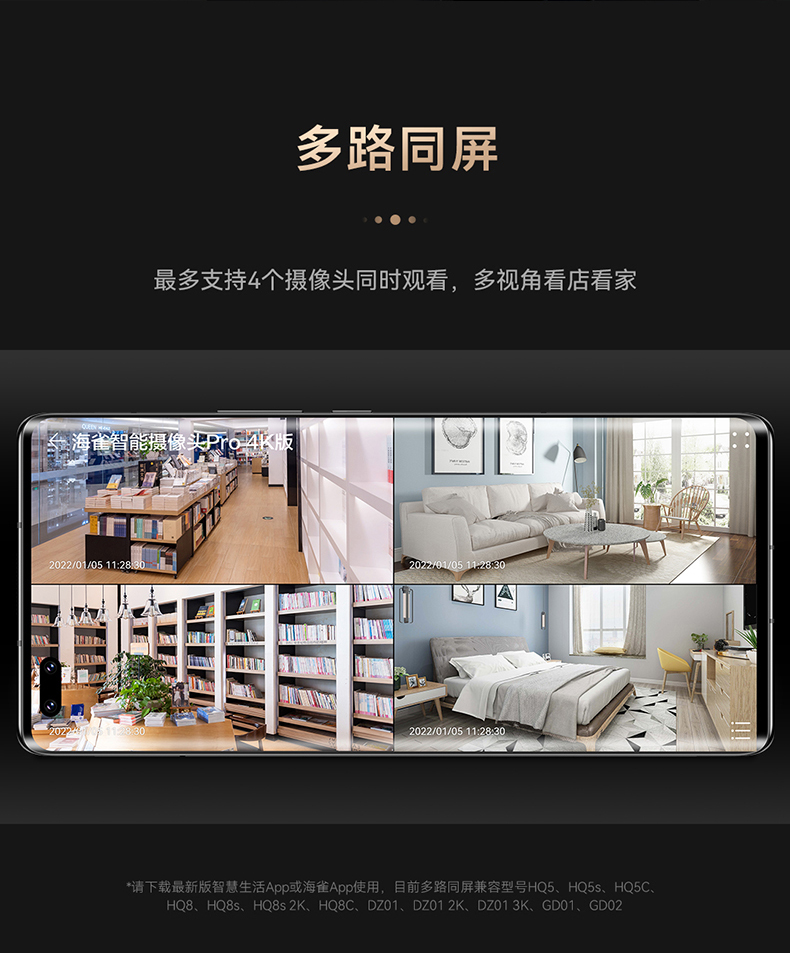 多路同屏
最多支持4个摄像头同时观看，多视角看店看家
海雀智能摄像头Pro 4K版
2022/01/05 11:28:30
2022/01/05 11:28:30
2022/01/05 11:28:30
2022/01/05 11:28:30
*请下载最新版智慧生活App或海雀App使用，目前多路同屏兼容型号HQ5、HQ5s、HQ5C、
HQ8、HQ8s、HQ8s 2K、HQ8C、DZ01、DZ01 2K、DZ01 3K、GD01、GD02